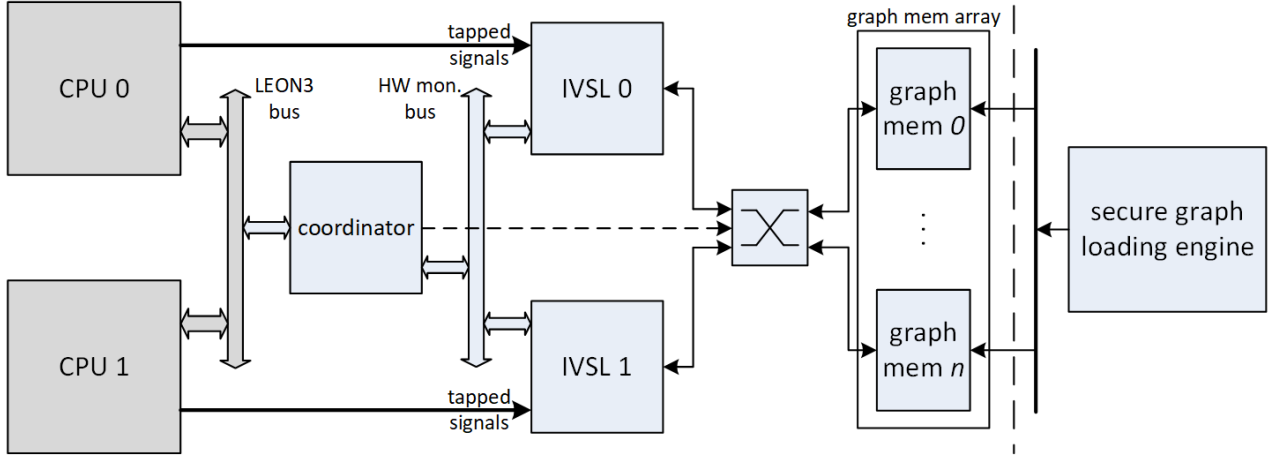 graph mem array
tapped
signals
CPU 0
LEON3
bus
HW mon.
bus
IVSL 0
graph
mem 0
coordinator
secure graph
loading engine
⋮
CPU 1
IVSL 1
graph
mem n
tapped
signals